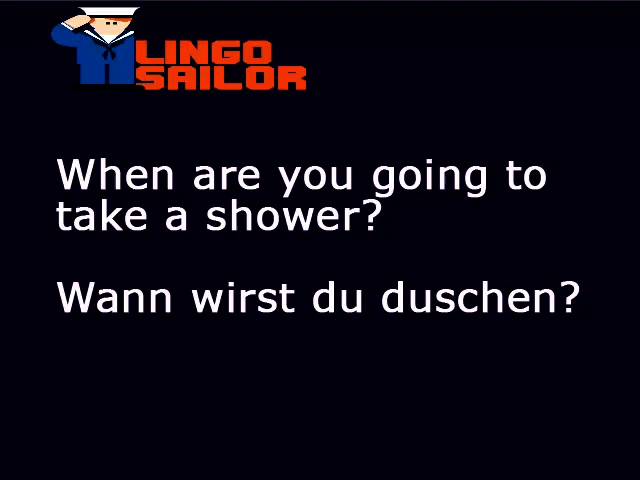 LINGO
SAILOR
When are you going to
take a shower?
Wann wirst du duschen?